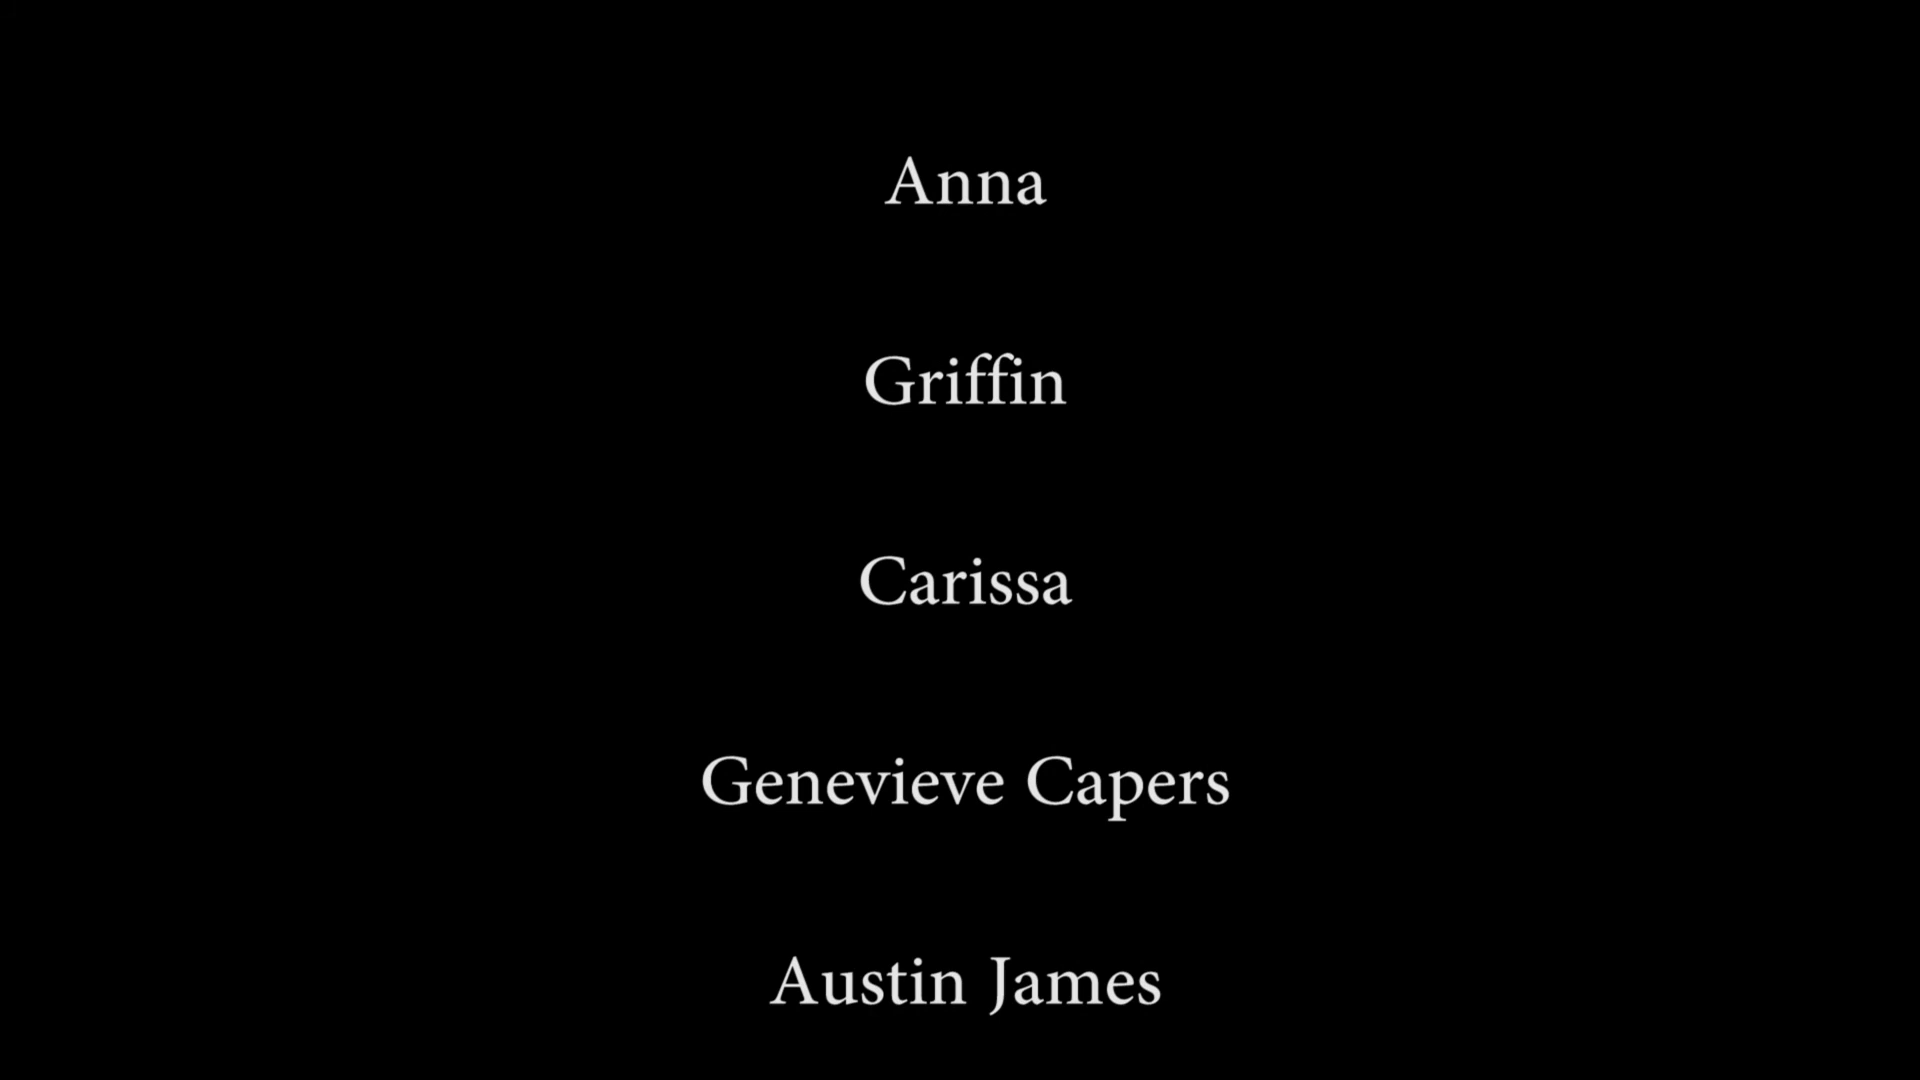 Anna
Griffin
Carissa
Genevieve Capers
Austin James